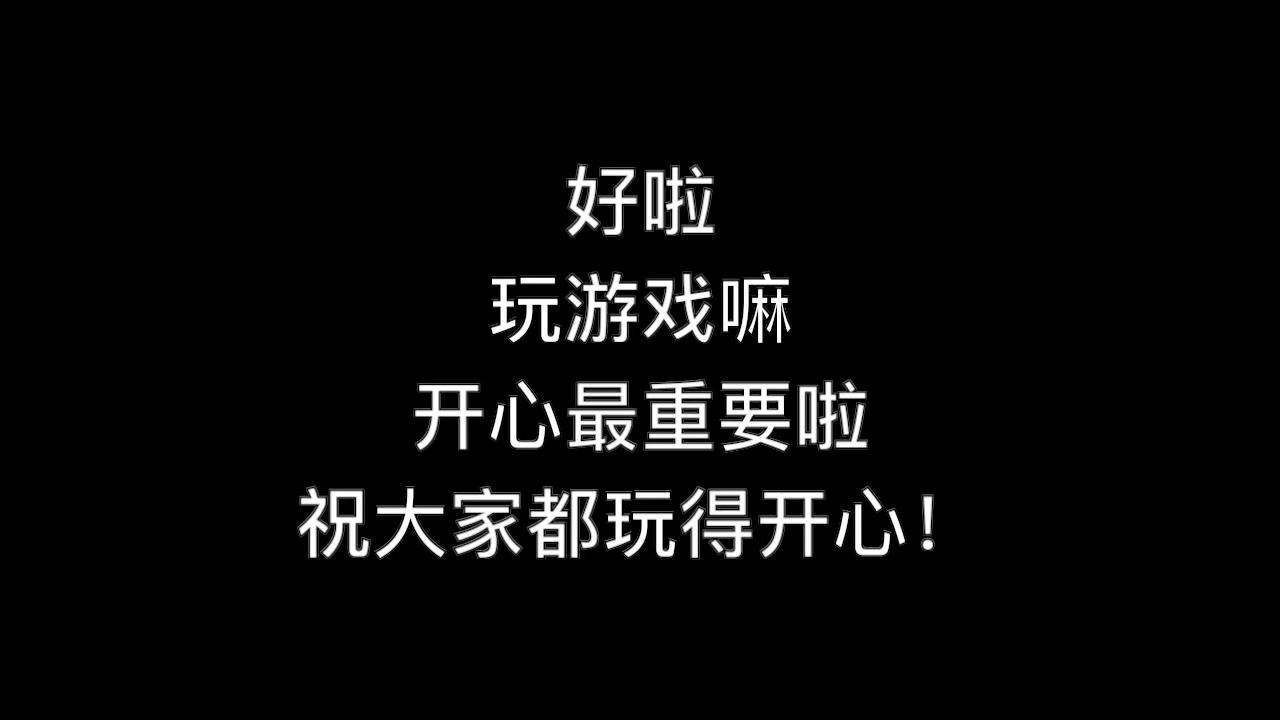 好啦
玩游戏嘛
开心最重要啦
祝大家都玩得开心！